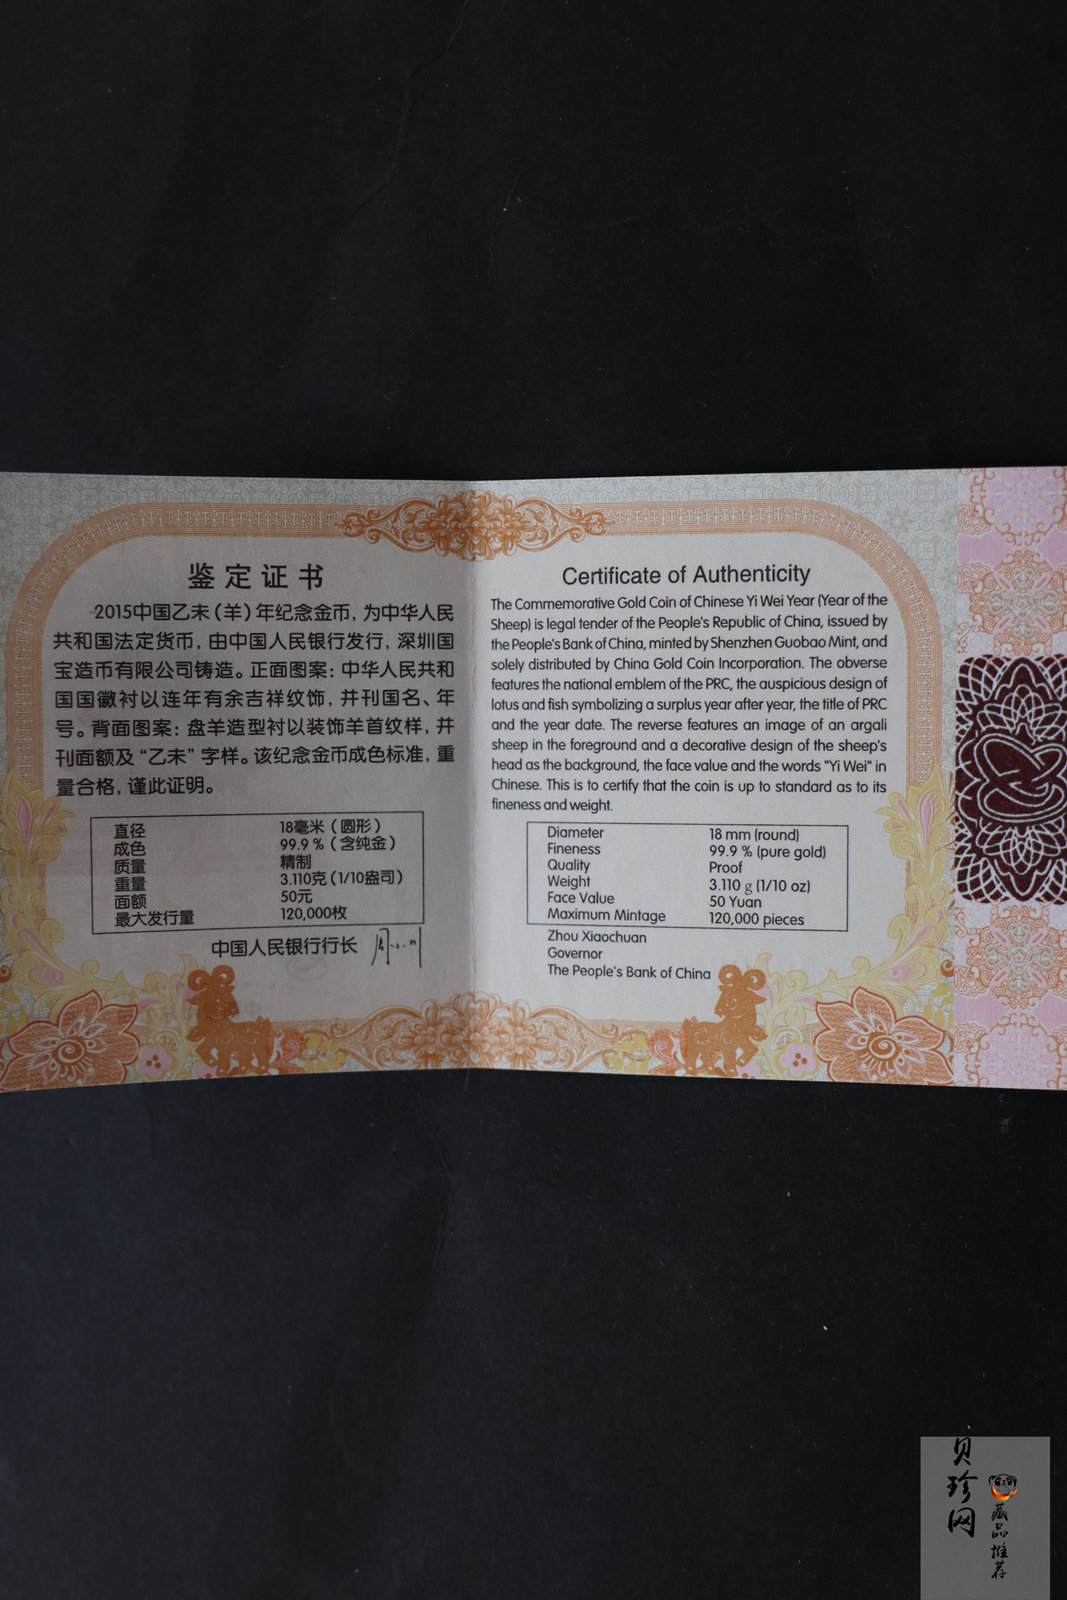 鉴定证书
2015中国乙未（羊）年纪念金币，为中华人民
共和国法定货币，由中国人民银行发行，深圳国
宝造币有限公司铸造。正面图案：中华人民共和
国国徽衬以连年有余吉祥纹饰，并刊国名、年
号。背面图案：盘羊造型衬以装饰羊首纹样，并
刊面额及“乙未”字样。该纪念金币成色标准，重
量合格，谨此证明。
直径 18毫米（圆形）
成色 99.9 %（含纯金）
质量 精制
重量 3.110克（1/10盎司）
面额 50元
最大发行量 120,000枚
中国人民银行行长
Certificate of Authenticity
The Commemorative Gold Coin of Chinese Yi Wei Year (Year of the
Sheep) is legal tender of the People's Republic of China, issued by
the People's Bank of China, minted by Shenzhen Guobao Mint, and
solely distributed by China Gold Coin Incorporation. The obverse
features the national emblem of the PRC, the auspicious design of
lotus and fish symbolizing a surplus year after year, the title of PRC
and the year date. The reverse features an image of an argali
sheep in the foreground and a decorative design of the sheep's
head as the background, the face value and the words "Yi Wei" in
Chinese. This is to certify that the coin is up to standard as to its
fineness and weight.
Diameter 18 mm (round)
Fineness 99.9 % (pure gold)
Quality Proof
Weight 3.110 g (1/10 oz)
Face Value 50 Yuan
Maximum Mintage 120,000 pieces
Zhou Xiaochuan
Governor
The People's Bank of China
贝珍网
藏品推荐